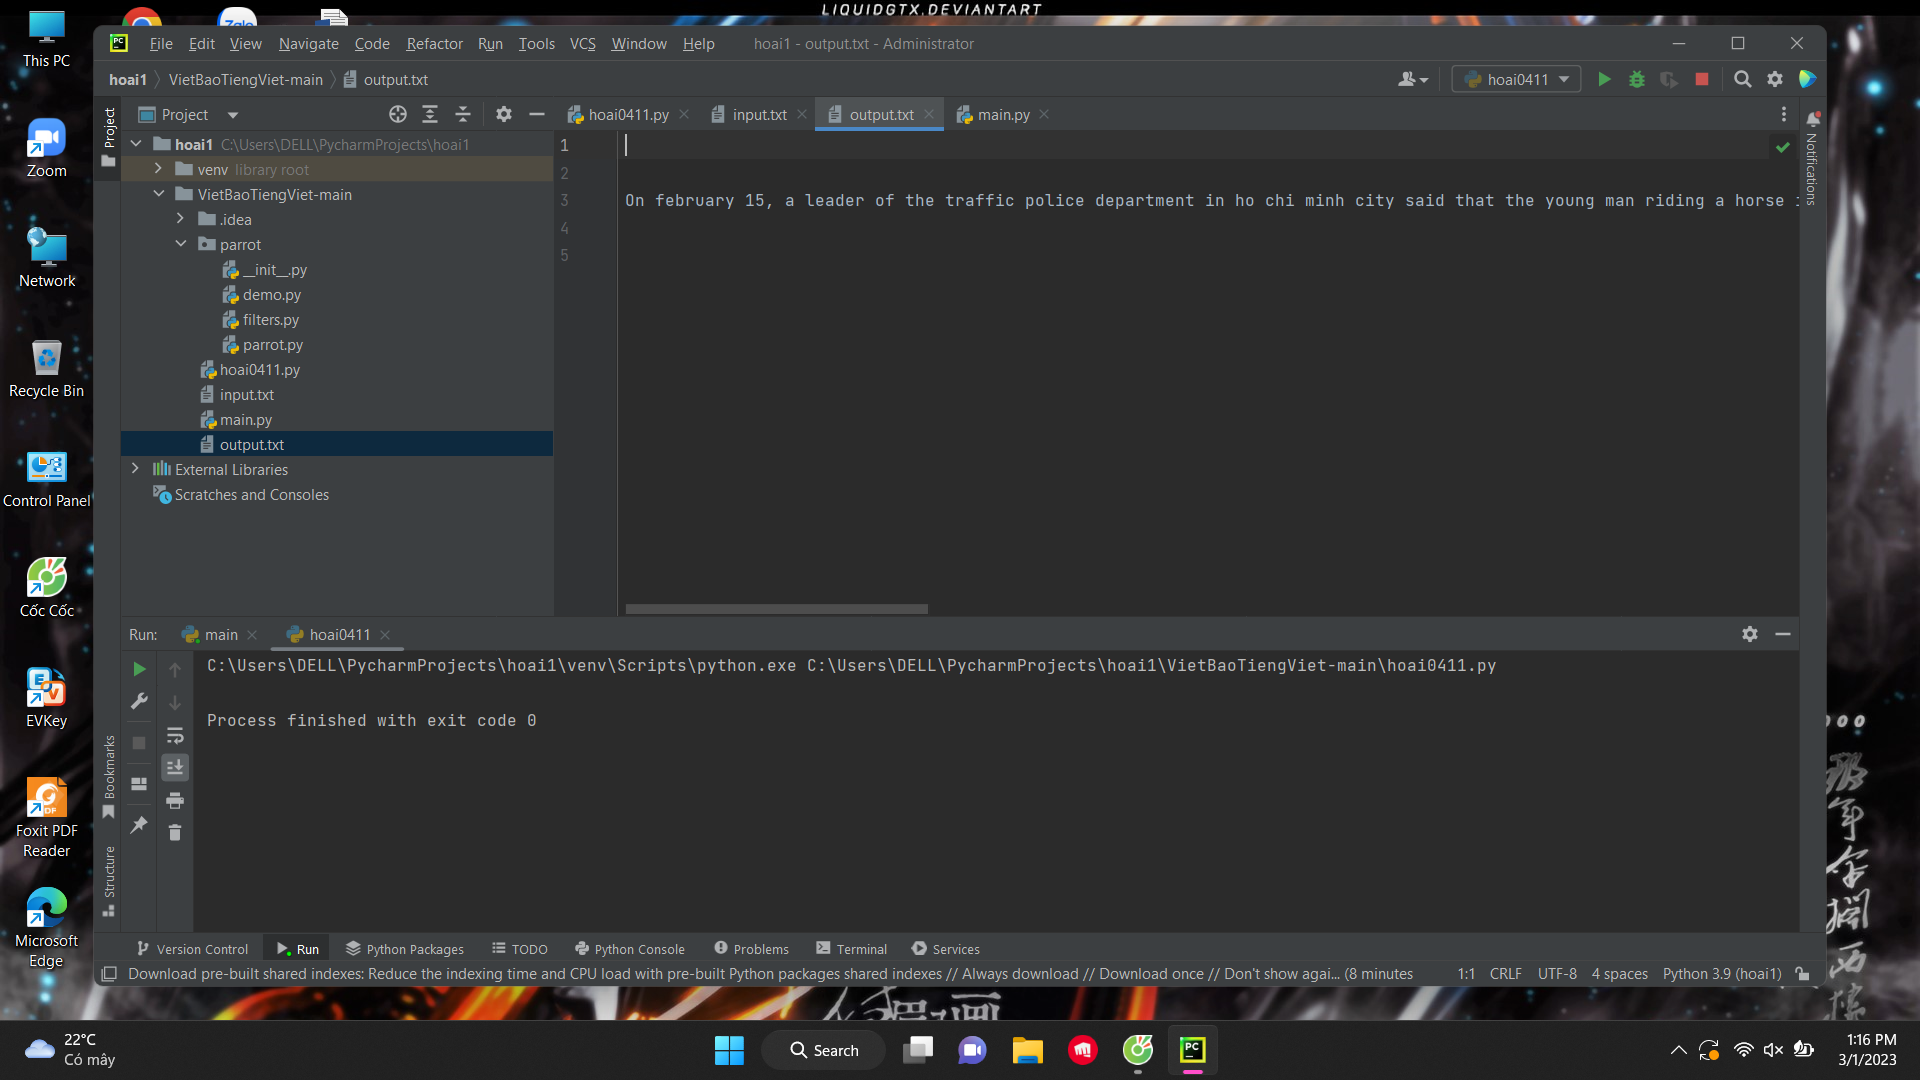 LIQUIDGTX.DEVIANTART
This PC
Zoom
Network
Recycle Bin
Control Panel
Cốc Cốc
EVKey
Foxit PDF
Reader
Microsoft
Edge
PC
File Edit View Navigate Code Refactor Run Tools VCS Window Help hoai1 - output.txt - Administrator
hoai1 VietBaoTiengViet-main output.txt
hoai0411
Project
Project
hoai0411.py input.txt output.txt main.py
Notifications
hoai1 C:\Users\DELL\PycharmProjects\hoai1
venv library root
VietBaoTiengViet-main
.idea
parrot
__init__.py
demo.py
filters.py
parrot.py
hoai0411.py
input.txt
main.py
output.txt
External Libraries
Scratches and Consoles
1
2
3 On february 15, a leader of the traffic police department in ho chi minh city said that the young man riding a horse
4
5
Run: main hoai0411
C:\Users\DELL\PycharmProjects\hoai1\venv\Scripts\python.exe C:\Users\DELL\PycharmProjects\hoai1\VietBaoTiengViet-main\hoai0411.py
Process finished with exit code 0
Bookmarks
Structure
Version Control Run Python Packages TODO Python Console Problems Terminal Services
Download pre-built shared indexes: Reduce the indexing time and CPU load with pre-built Python packages shared indexes // Always download // Download once // Don't show agai... (8 minutes 1:1 CRLF UTF-8 4 spaces Python 3.9 (hoai1)
22°C
Có mây
Search
PC
1:16 PM
3/1/2023